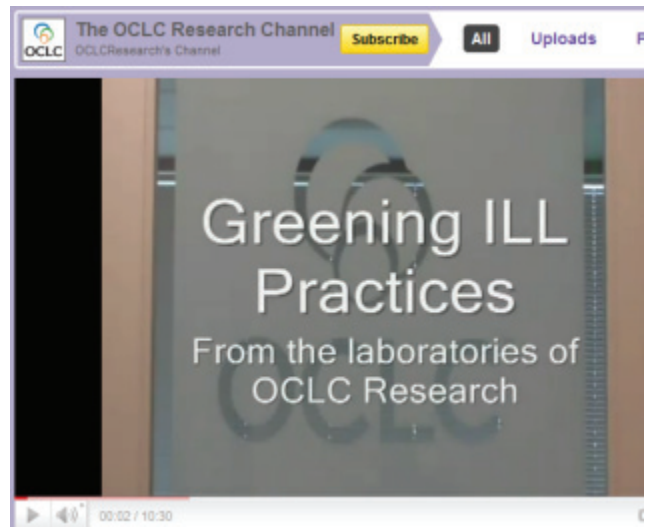 The OCLC Research Channel
OCLCResearch's Channel
Subscribe
All
Uploads
OCLC
Greening ILL
Practices
From the laboratories of
OCLC Research
OCLC
00:02 / 10:30